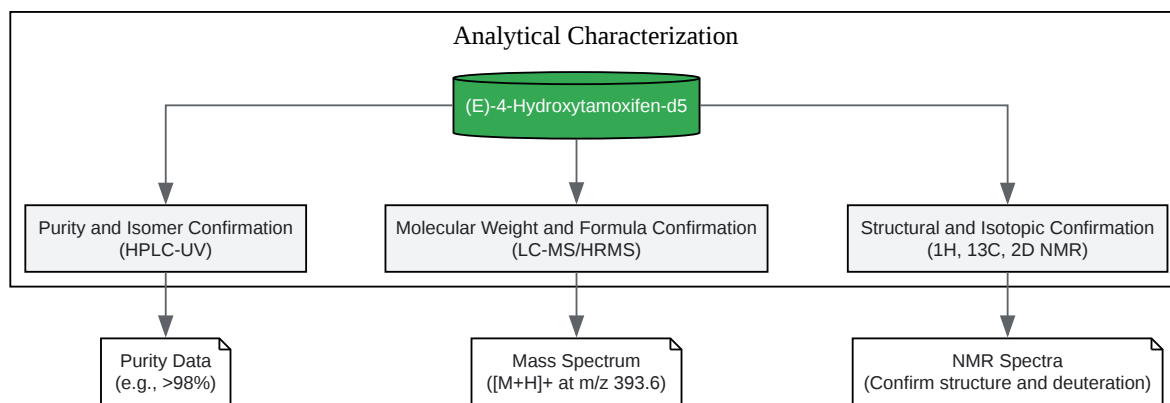 Analytical Characterization
(E)-4-Hydroxytamoxifen-d5
Purity and Isomer Confirmation
(HPLC-UV)
Molecular Weight and Formula Confirmation
(LC-MS/HRMS)
Structural and Isotopic Confirmation
(1H, 13C, 2D NMR)
Purity Data
(e.g., >98%)
Mass Spectrum
([M+H]+ at m/z 393.6)
NMR Spectra
(Confirm structure and deuteration)